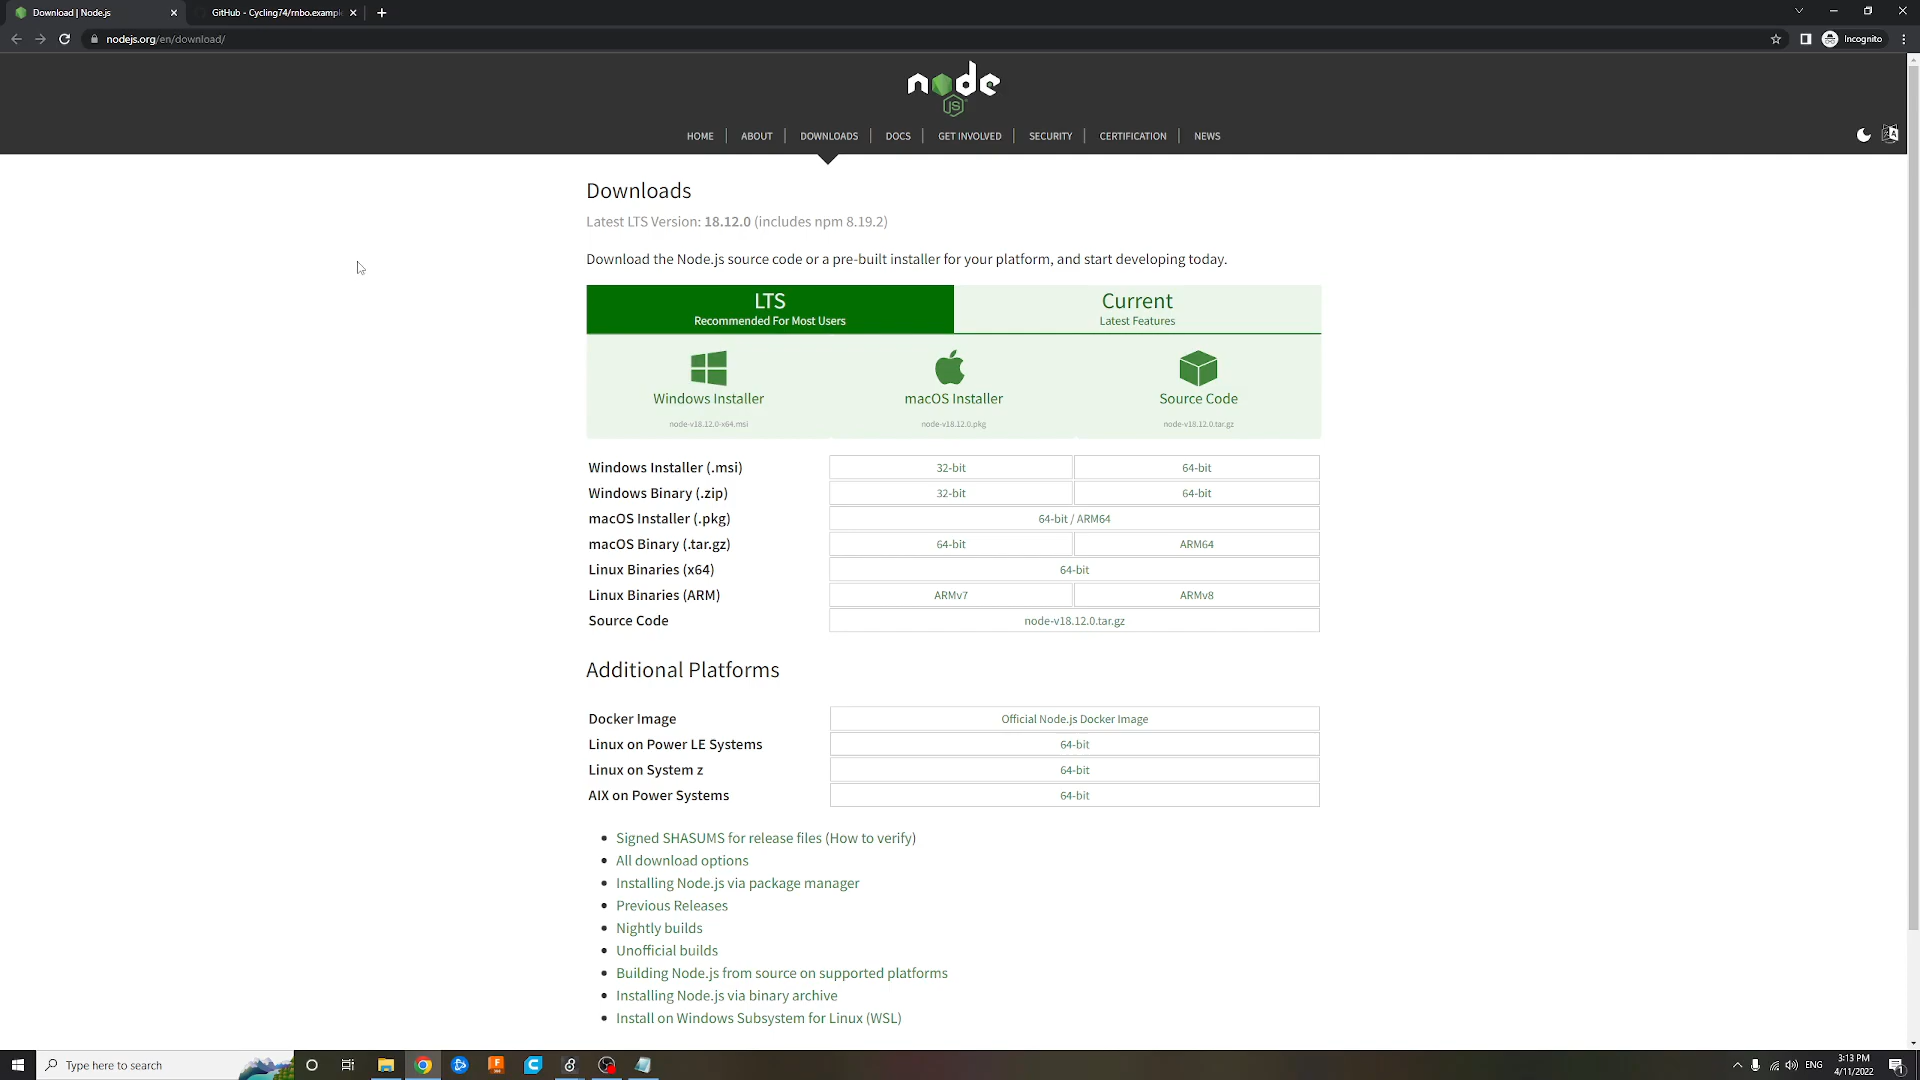 Download | Node.js
GitHub - Cycling74/rnbo.example
nodejs.org/en/download/
Incognito
node
JS
HOME
ABOUT
DOWNLOADS
DOCS
GET INVOLVED
SECURITY
CERTIFICATION
NEWS
Downloads
Latest LTS Version: 18.12.0 (includes npm 8.19.2)
Download the Node.js source code or a pre-built installer for your platform, and start developing today.
LTS
Recommended For Most Users
Current
Latest Features
Windows Installer
node-v18.12.0-x64.msi
macOS Installer
node-v18.12.0.pkg
Source Code
node-v18.12.0.tar.gz
Windows Installer (.msi)
32-bit
64-bit
Windows Binary (.zip)
32-bit
64-bit
macOS Installer (.pkg)
64-bit / ARM64
macOS Binary (.tar.gz)
64-bit
ARM64
Linux Binaries (x64)
64-bit
Linux Binaries (ARM)
ARMv7
ARMv8
Source Code
node-v18.12.0.tar.gz
Additional Platforms
Docker Image
Official Node.js Docker Image
Linux on Power LE Systems
64-bit
Linux on System z
64-bit
AIX on Power Systems
64-bit
Signed SHASUMS for release files (How to verify)
All download options
Installing Node.js via package manager
Previous Releases
Nightly builds
Unofficial builds
Building Node.js from source on supported platforms
Installing Node.js via binary archive
Install on Windows Subsystem for Linux (WSL)
Type here to search
ENG
3:13 PM
4/11/2022